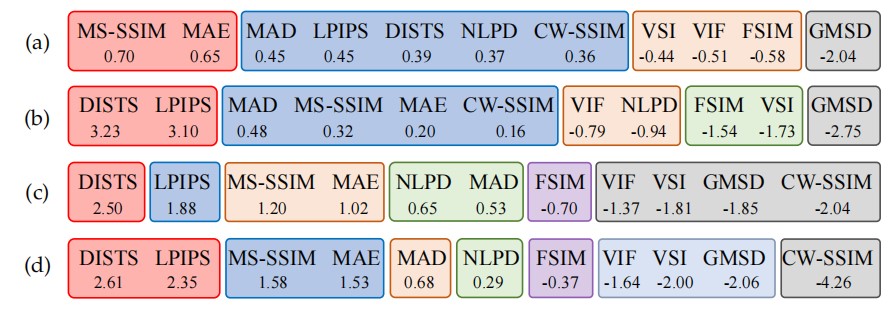 (a) MS-SSIM MAE MAD LPIPS DISTS NLPD CW-SSIM VSI VIF FSIM GMSD
0.70 0.65 0.45 0.45 0.39 0.37 0.36 -0.44 -0.51 -0.58 -2.04
(b) DISTS LPIPS MAD MS-SSIM MAE CW-SSIM VIF NLPD FSIM VSI GMSD
3.23 3.10 0.48 0.32 0.20 0.16 -0.79 -0.94 -1.54 -1.73 -2.75
(c) DISTS LPIPS MS-SSIM MAE NLPD MAD FSIM VIF VSI GMSD CW-SSIM
2.50 1.88 1.20 1.02 0.65 0.53 -0.70 -1.37 -1.81 -1.85 -2.04
(d) DISTS LPIPS MS-SSIM MAE MAD NLPD FSIM VIF VSI GMSD CW-SSIM
2.61 2.35 1.58 1.53 0.68 0.29 -0.37 -1.64 -2.00 -2.06 -4.26